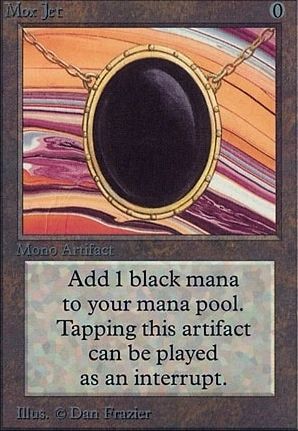 Mox Jet 0
Mono Artifact
Add 1 black mana
to your mana pool.
Tapping this artifact
can be played
as an interrupt.
Illus. © Dan Frazier